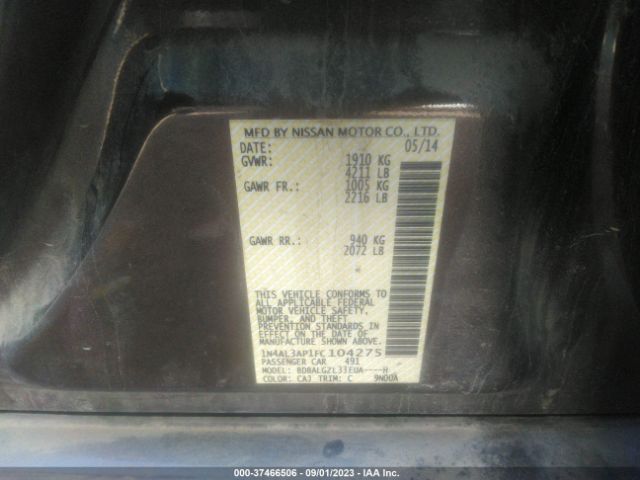 MFD BY NISSAN MOTOR CO., LTD.
DATE: 05/14
GVWR: 1910 KG
4211 LB
GAWR FR.: 1005 KG
2216 LB
GAWR RR.: 940 KG
2072 LB
THIS VEHICLE CONFORMS TO
ALL APPLICABLE FEDERAL
MOTOR VEHICLE SAFETY,
BUMPER, AND THEFT
PREVENTION STANDARDS
IN EFFECT ON THE DATE OF
MANUFACTURE SHOWN ABOVE.
1N4AL3AP1FC104275
PASSENGER CAR 491
MODEL: BDBALGZL33EUA----H
COLOR: CAJ TRIM: C 9N00A
000-37466506 - 09/01/2023 - IAA Inc.